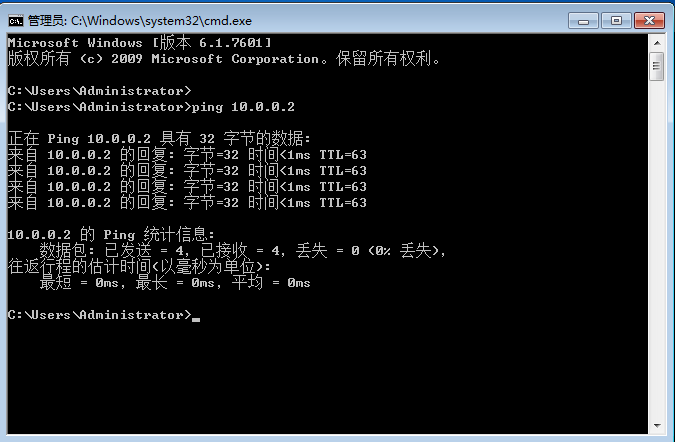 管理员: C:\Windows\system32\cmd.exe
Microsoft Windows [版本 6.1.7601]
版权所有 (c) 2009 Microsoft Corporation。保留所有权利。
C:\Users\Administrator>
C:\Users\Administrator>ping 10.0.0.2
正在 Ping 10.0.0.2 具有 32 字节的数据:
来自 10.0.0.2 的回复: 字节=32 时间<1ms TTL=63
来自 10.0.0.2 的回复: 字节=32 时间<1ms TTL=63
来自 10.0.0.2 的回复: 字节=32 时间<1ms TTL=63
来自 10.0.0.2 的回复: 字节=32 时间<1ms TTL=63
10.0.0.2 的 Ping 统计信息:
    数据包: 已发送 = 4，已接收 = 4，丢失 = 0 (0% 丢失)，
往返行程的估计时间(以毫秒为单位):
    最短 = 0ms，最长 = 0ms，平均 = 0ms
C:\Users\Administrator>_